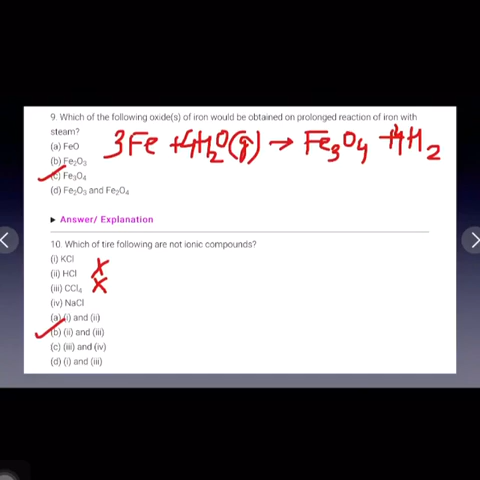 9. Which of the following oxide(s) of iron would be obtained on prolonged reaction of iron with
steam?
3Fe + 4H₂O(g) → Fe₃O₄ + 4H₂
(a) FeO
(b) Fe₂O₃
(c) Fe₃O₄
(d) Fe₂O₃ and Fe₂O₄
▸ Answer/ Explanation
10. Which of tire following are not ionic compounds?
(i) KCl
(ii) HCl
(iii) CCl₄
(iv) NaCl
(a) (i) and (ii)
(b) (ii) and (iii)
(c) (iii) and (iv)
(d) (i) and (iii)